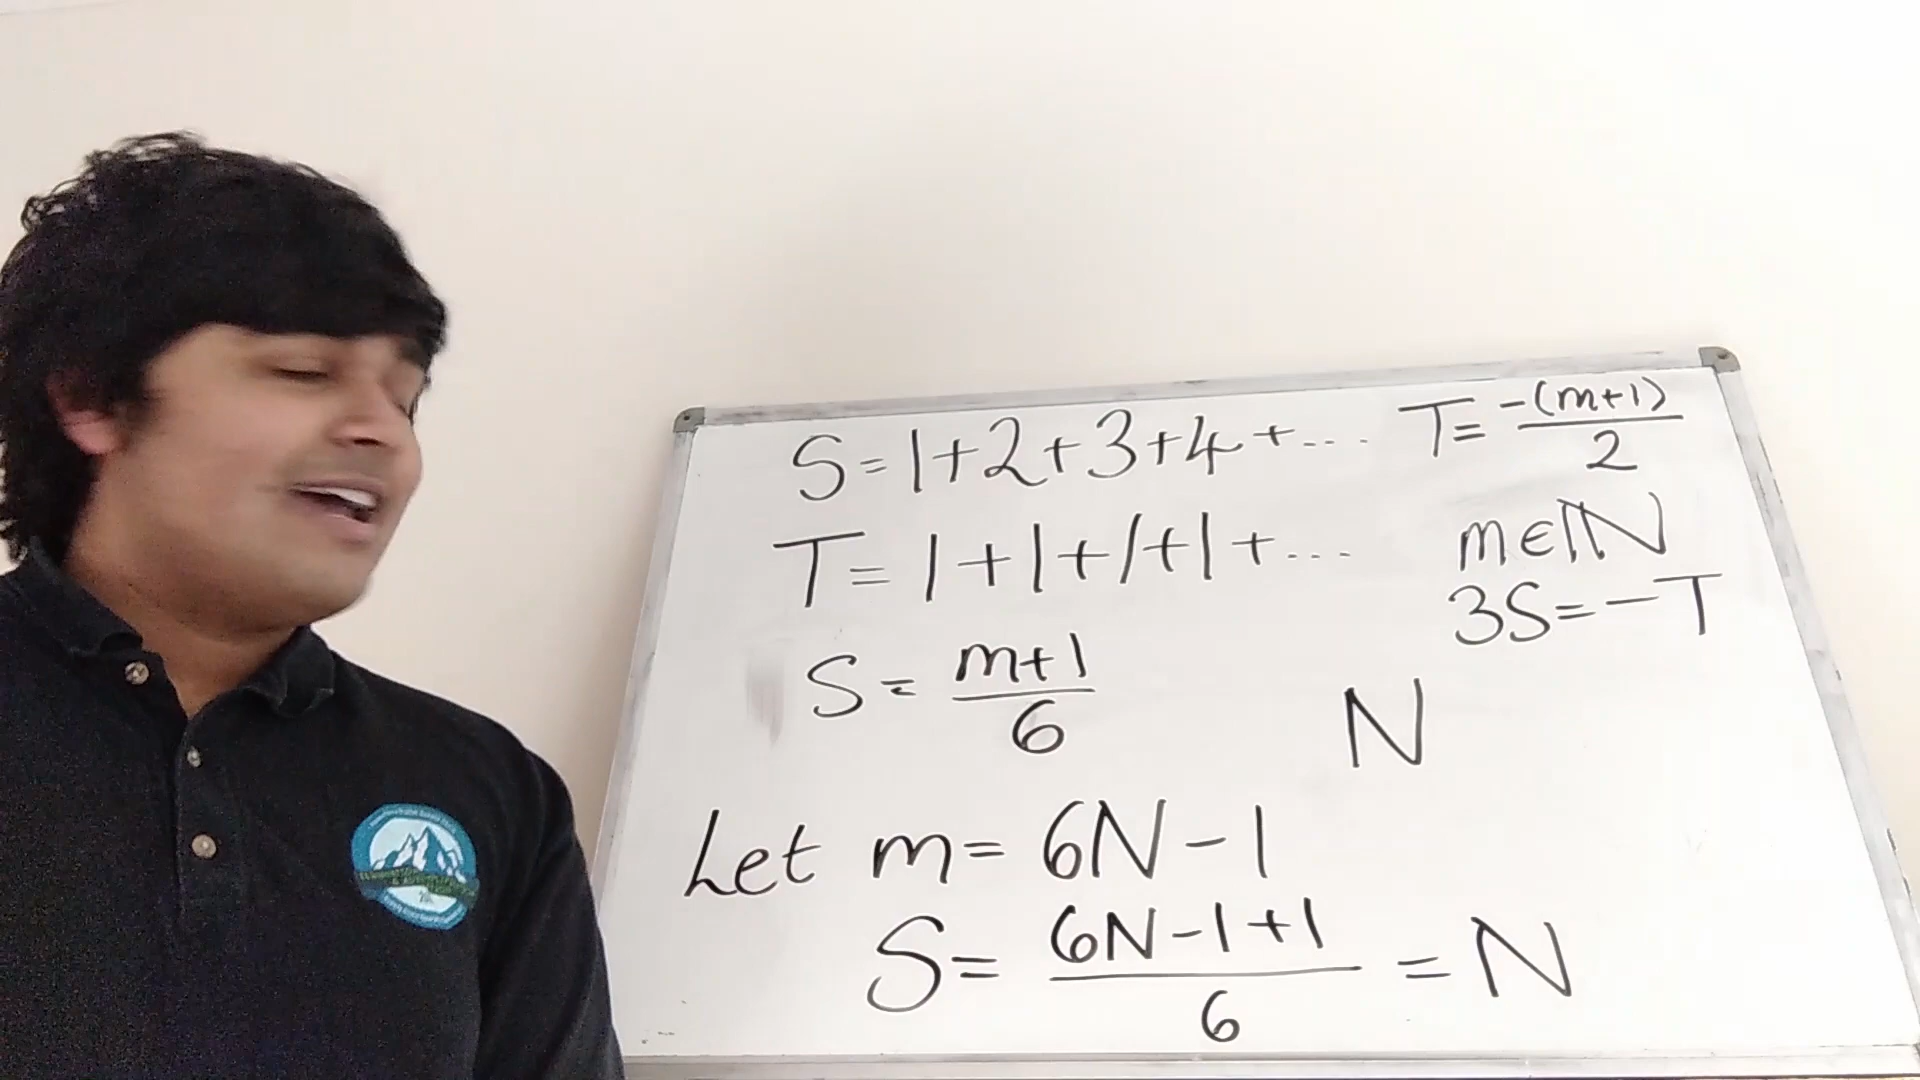 S=1+2+3+4+... T= -(m+1)/2
T=1+1+1+1+... m∈ℕ
3S=-T
S= m+1/6 N
Let m= 6N-1
S= 6N-1+1/6 = N